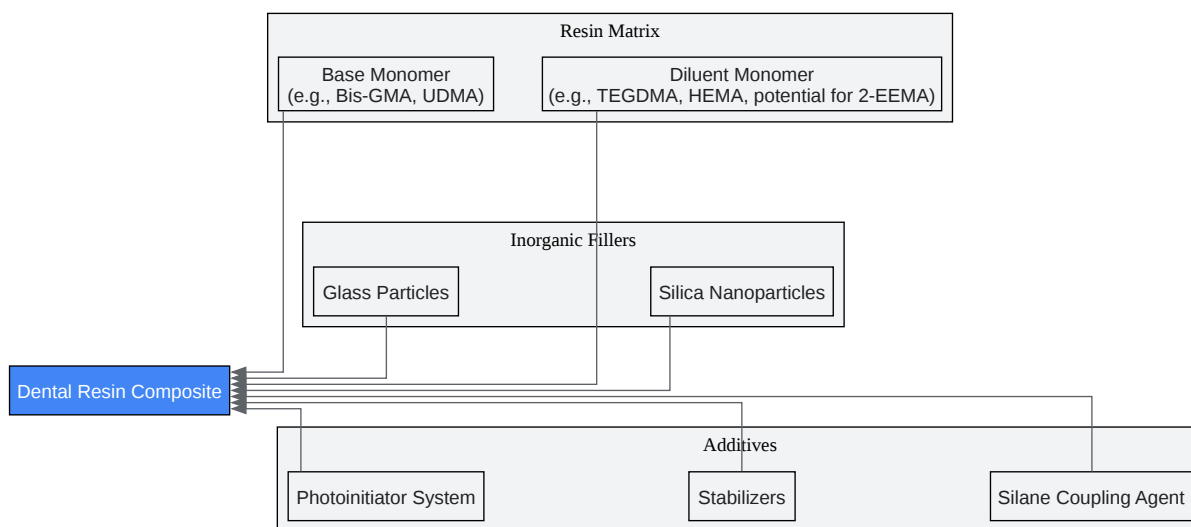 Resin Matrix
Base Monomer
(e.g., Bis-GMA, UDMA)
Diluent Monomer
(e.g., TEGDMA, HEMA, potential for 2-EEMA)
Inorganic Fillers
Glass Particles
Silica Nanoparticles
Dental Resin Composite
Additives
Photoinitiator System
Stabilizers
Silane Coupling Agent